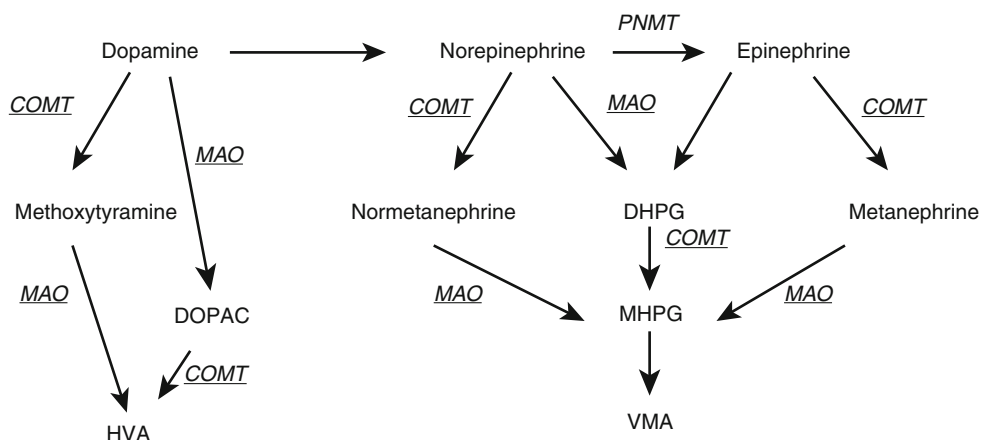 PNMT
Dopamine Norepinephrine Epinephrine
COMT COMT MAO COMT
MAO
Methoxytyramine Normetanephrine DHPG Metanephrine
COMT
MAO MAO MAO
DOPAC MHPG
COMT
HVA VMA